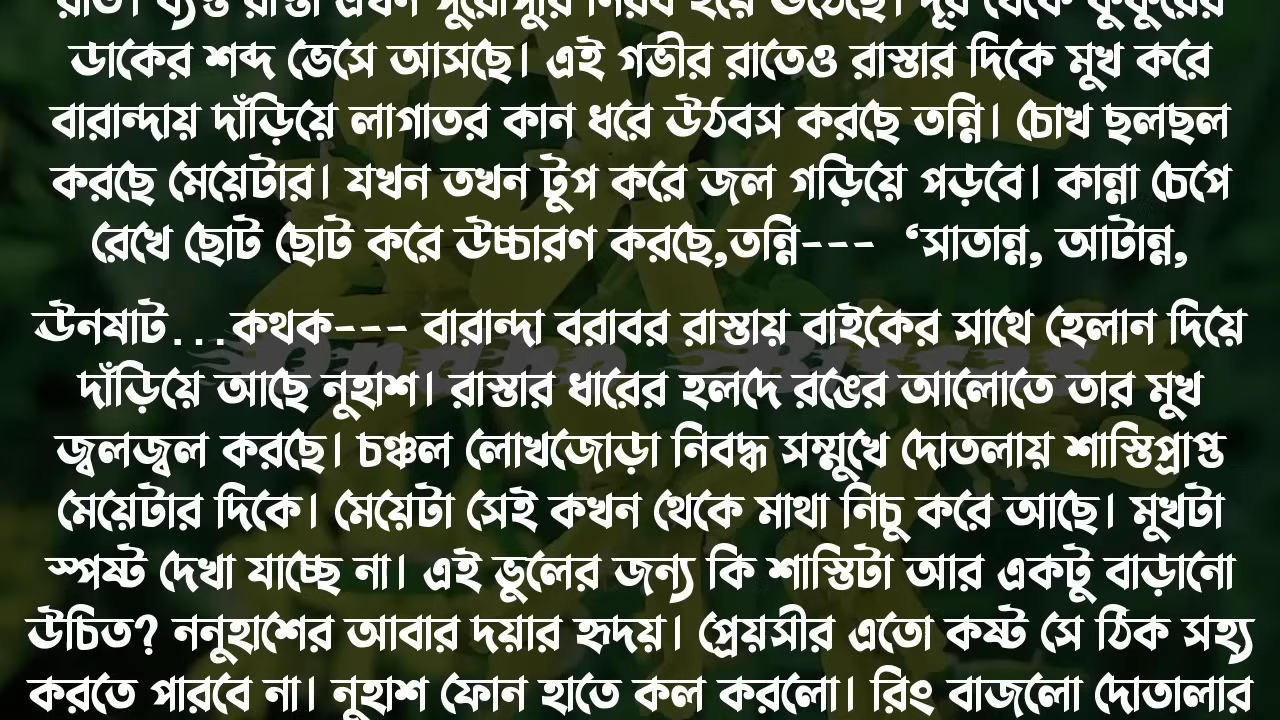 রাত। ব্যস্ত রাস্তা এখন পুরোপুরি নিরব হয়ে উঠেছে। দূর থেকে কুকুরের
ডাকের শব্দ ভেসে আসছে। এই গভীর রাতেও রাস্তার দিকে মুখ করে
বারান্দায় দাঁড়িয়ে লাগাতর কান ধরে উঠবস করছে তন্নি। চোখ ছলছল
করছে মেয়েটার। যখন তখন টুপ করে জল গড়িয়ে পড়বে। কান্না চেপে
রেখে ছোট ছোট করে উচ্চারণ করছে,তন্নি--- ‘সাতান্ন, আটান্ন,
ঊনষাট...কথক--- বারান্দা বরাবর রাস্তায় বাইকের সাথে হেলান দিয়ে
দাঁড়িয়ে আছে নুহাশ। রাস্তার ধারের হলদে রঙের আলোতে তার মুখ
জ্বলজ্বল করছে। চঞ্চল লোখজোড়া নিবদ্ধ সম্মুখে দোতলায় শাস্তিপ্রাপ্ত
মেয়েটার দিকে। মেয়েটা সেই কখন থেকে মাথা নিচু করে আছে। মুখটা
স্পষ্ট দেখা যাচ্ছে না। এই ভুলের জন্য কি শাস্তিটা আর একটু বাড়ানো
উচিত? ননুহাশের আবার দয়ার হৃদয়। প্রেয়সীর এতো কষ্ট সে ঠিক সহ্য
করতে পারবে না। নুহাশ ফোন হাতে কল করলো। রিং বাজলো দোতালার